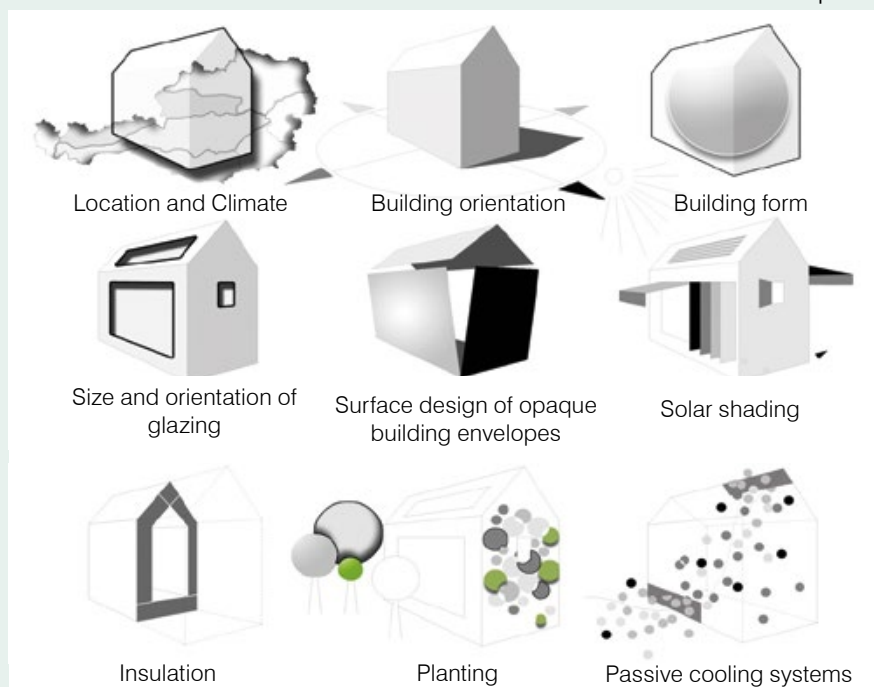 Location and Climate
Building orientation
Building form
Size and orientation of
glazing
Surface design of opaque
building envelopes
Solar shading
Insulation
Planting
Passive cooling systems